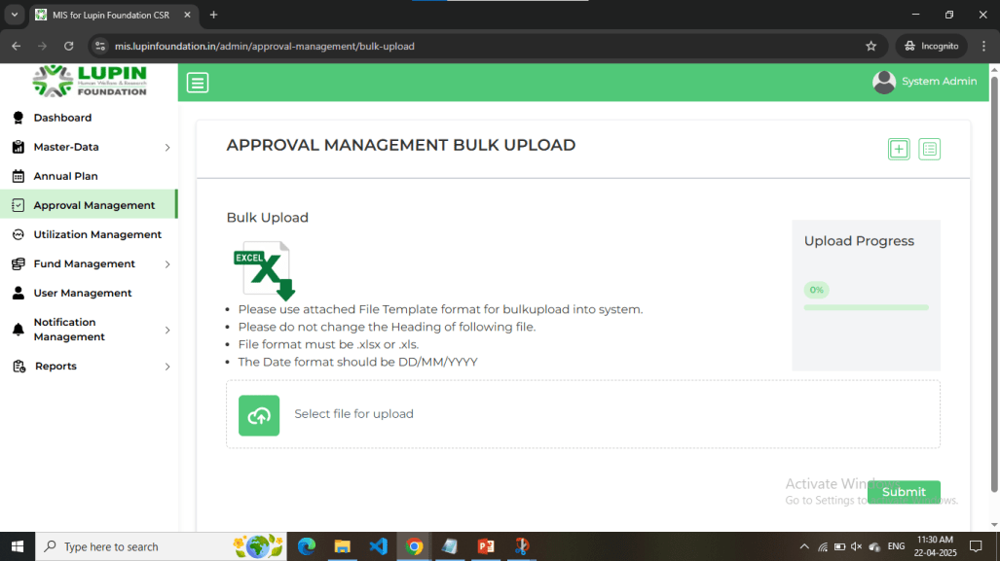 MIS for Lupin Foundation CSR
mis.lupinfoundation.in/admin/approval-management/bulk-upload
Incognito
LUPIN
Human Welfare & Research
FOUNDATION
System Admin
Dashboard
Master-Data
Annual Plan
Approval Management
Utilization Management
Fund Management
User Management
Notification
Management
Reports
APPROVAL MANAGEMENT BULK UPLOAD
Bulk Upload
EXCEL
X
Please use attached File Template format for bulkupload into system.
Please do not change the Heading of following file.
File format must be .xlsx or .xls.
The Date format should be DD/MM/YYYY
Upload Progress
0%
Select file for upload
Activate
Submit
Go to Settings to
Type here to search
ENG
11:30 AM
22-04-2025